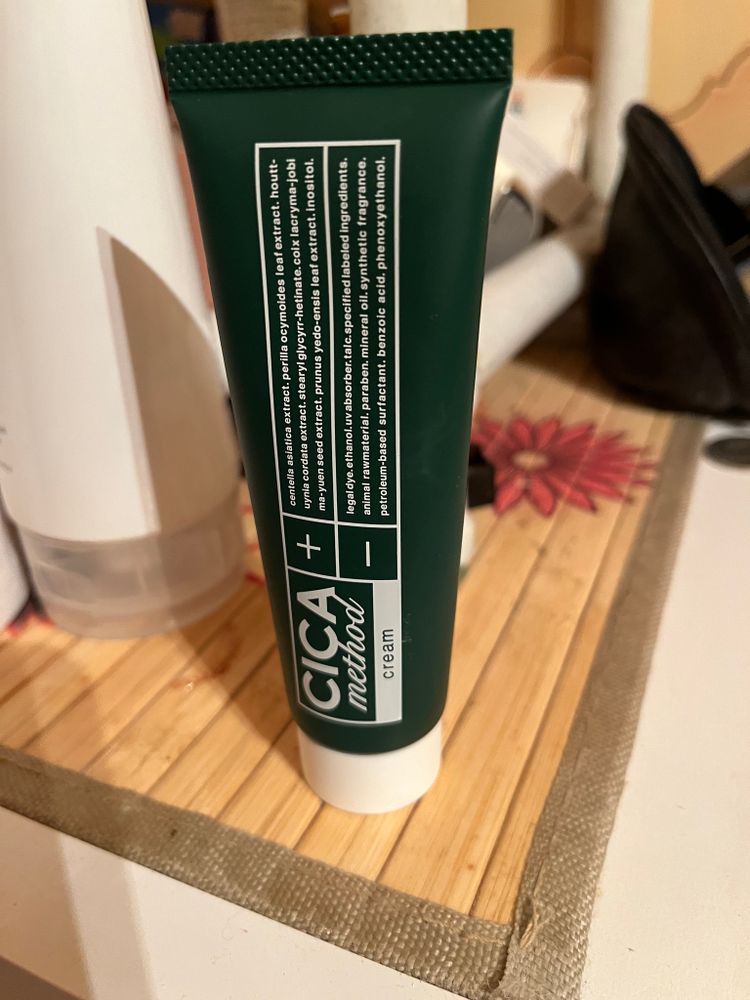 CICA
method
cream
+
centella asiatica extract. perilla ocymoides leaf extract. houtt-
uynia cordata extract. stearyl glycyrr-hetinate. coix lacryma-jobi
ma-yuen seed extract. prunus yedo-ensis leaf extract. inositol.
—
legal dye. ethanol. uv absorber. talc. specified labeled ingredients.
animal rawmaterial. paraben. mineral oil. synthetic fragrance.
petroleum-based surfactant. benzoic acid. phenoxyethanol.